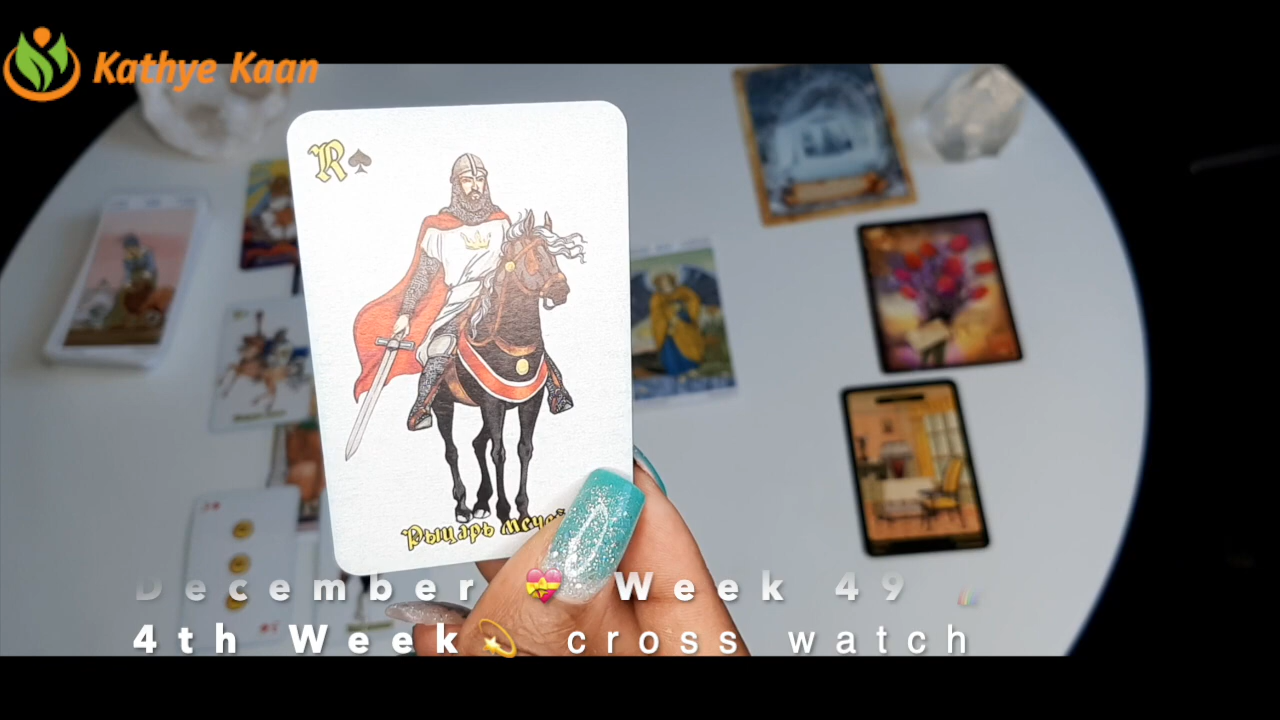 Kathye Kaan
R♠
Рыцарь мечей
December 💝 Week 49
4th Week 💫 cross watch